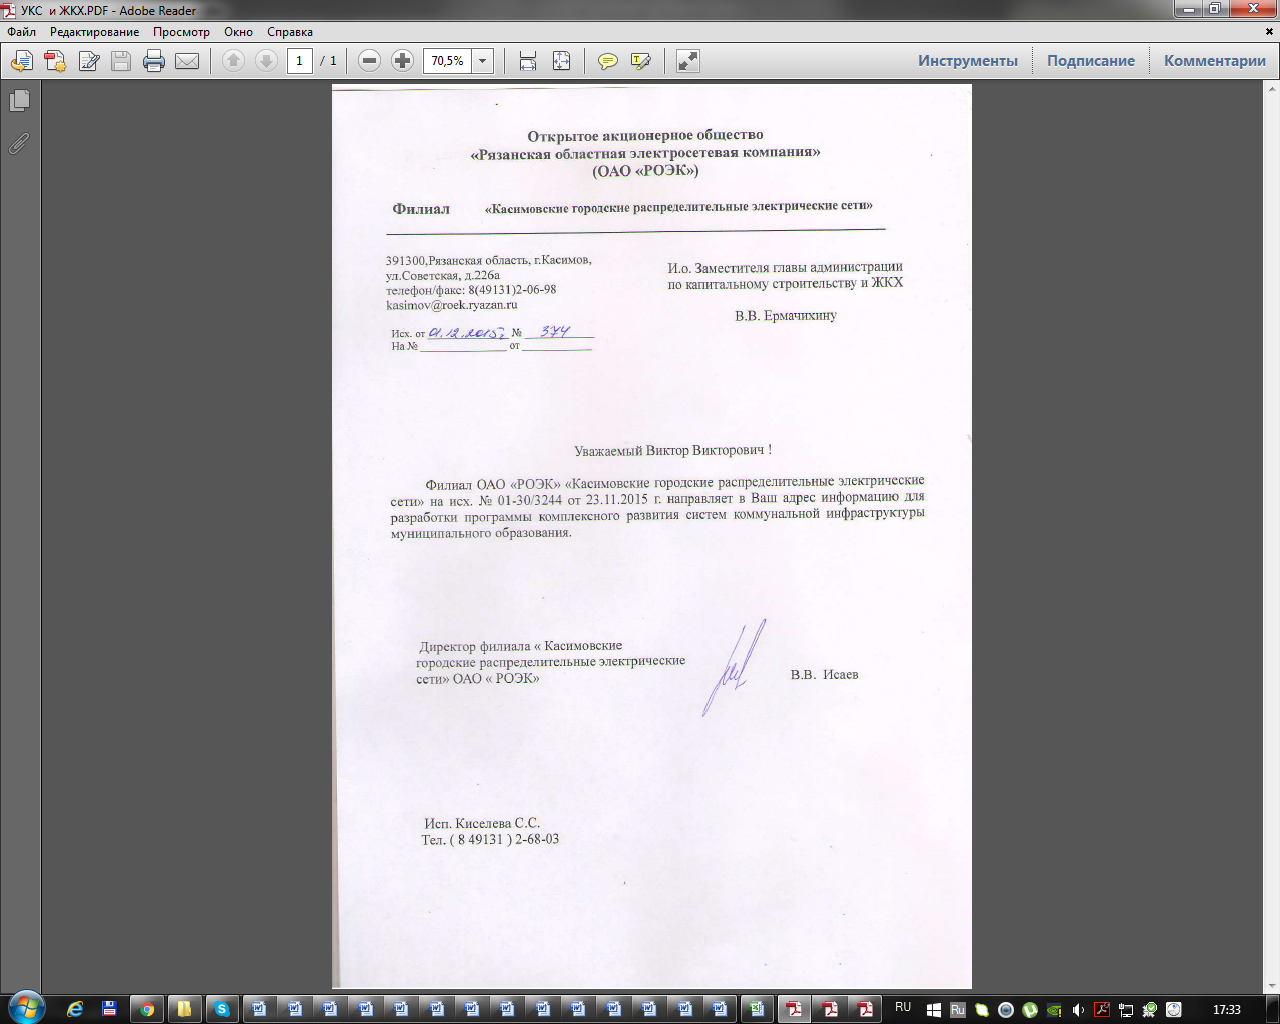 УКС  и ЖКХ.PDF - Adobe Reader
Файл Редактирование Просмотр Окно Справка
1 / 1 70,5% Инструменты Подписание Комментарии
Открытое акционерное общество
«Рязанская областная электросетевая компания»
(ОАО «РОЭК»)
Филиал «Касимовские городские распределительные электрические сети»
391300,Рязанская область, г.Касимов,
ул.Советская, д.226а
телефон/факс: 8(49131)2-06-98
kasimov@roek.ryazan.ru
Исх. от 01.12.2015г. № 374
На № от
И.о. Заместителя главы администрации
по капитальному строительству и ЖКХ
В.В. Ермачихину
Уважаемый Виктор Викторович !
Филиал ОАО «РОЭК» «Касимовские городские распределительные электрические
сети» на исх. № 01-30/3244 от 23.11.2015 г. направляет в Ваш адрес информацию для
разработки программы комплексного развития систем коммунальной инфраструктуры
муниципального образования.
Директор филиала « Касимовские
городские распределительные электрические
сети» ОАО « РОЭК»
В.В.  Исаев
Исп. Киселева С.С.
Тел. ( 8 49131 ) 2-68-03
RU Ru 17:33